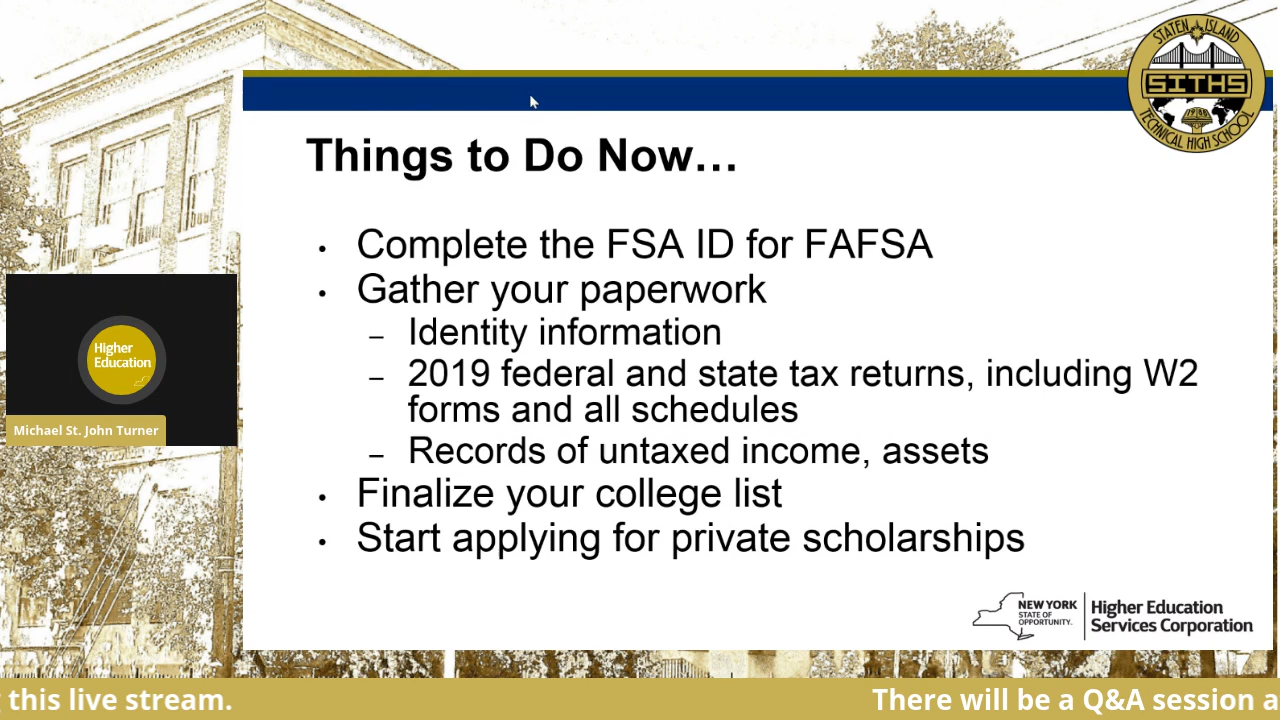 STATEN ISLAND
SITHS
TECHNICAL HIGH SCHOOL
Things to Do Now…
• Complete the FSA ID for FAFSA
• Gather your paperwork
– Identity information
– 2019 federal and state tax returns, including W2
forms and all schedules
– Records of untaxed income, assets
• Finalize your college list
• Start applying for private scholarships
Higher
Education
Michael St. John Turner
NEW YORK
STATE OF
OPPORTUNITY.
Higher Education
Services Corporation
this live stream.
There will be a Q&A session a